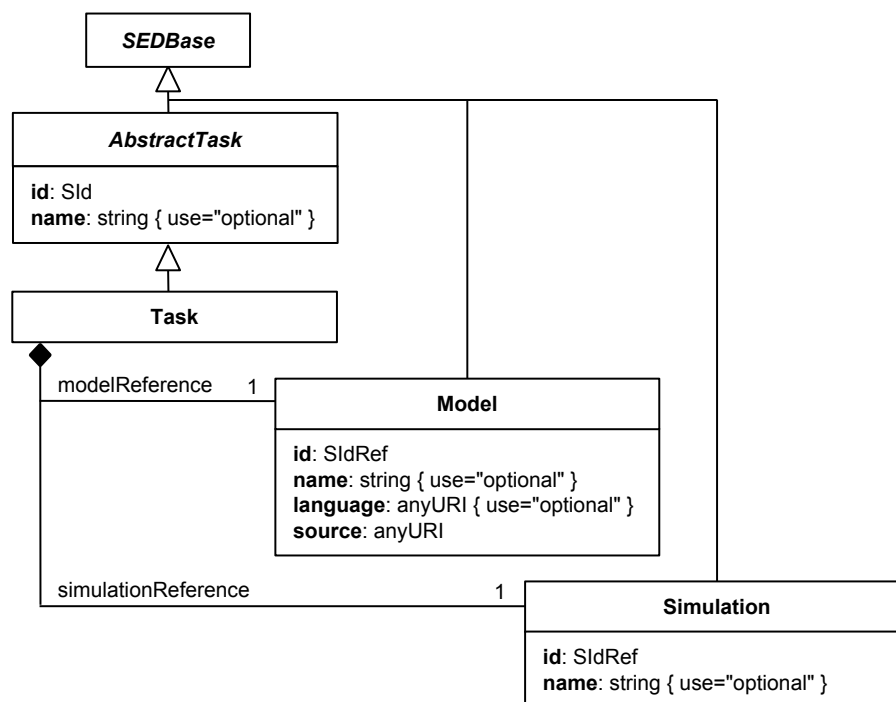 SEDBase
AbstractTask
id: SId
name: string { use="optional" }
Task
modelReference 1
Model
id: SIdRef
name: string { use="optional" }
language: anyURI { use="optional" }
source: anyURI
simulationReference 1
Simulation
id: SIdRef
name: string { use="optional" }